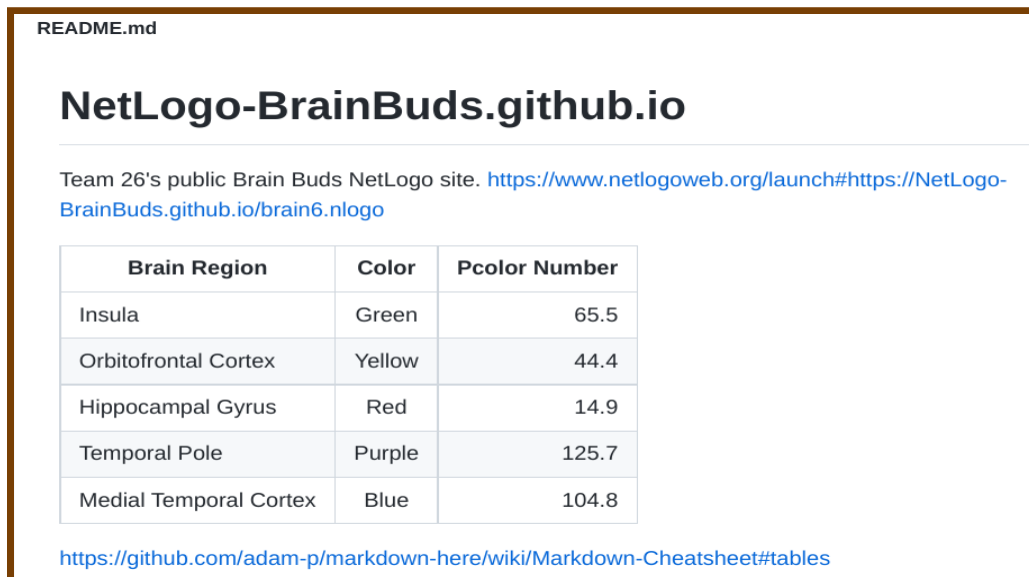 README.md
NetLogo-BrainBuds.github.io
Team 26's public Brain Buds NetLogo site. https://www.netlogoweb.org/launch#https://NetLogo-
BrainBuds.github.io/brain6.nlogo
Brain Region Color Pcolor Number
Insula Green 65.5
Orbitofrontal Cortex Yellow 44.4
Hippocampal Gyrus Red 14.9
Temporal Pole Purple 125.7
Medial Temporal Cortex Blue 104.8
https://github.com/adam-p/markdown-here/wiki/Markdown-Cheatsheet#tables